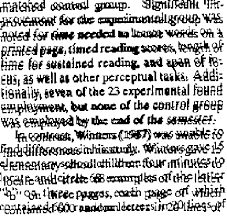 matched control group. Significant im-
provement for the experimental group was
noted for time needed to locate words on a
printed page, timed reading scores, length of
time for sustained reading, and span of fo-
cus, as well as other perceptual tasks. Addi-
tionally, seven of the 23 experimental found
employment, but none of the control group
was employed by the end of the semester.
In contrast, Winters (1987) was unable to
find differences in his study. Winters gave 15
elementary school children four minutes to
locate and circle 68 examples of the letter
"b" on three pages, each page of which
contained 600 random letters in 20 lines of